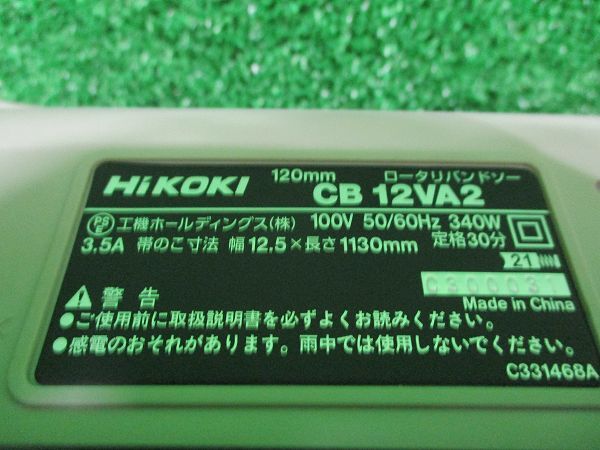 HiKOKI 120mm ロータリバンドソー
CB 12VA2
PS E 工機ホールディングス(株) 100V 50/60Hz 340W
3.5A 帯のこ寸法 幅12.5×長さ1130mm 定格30分
21
C300031
Made in China
警告
●ご使用前に取扱説明書を必ずよくお読みください。
●感電のおそれがあります。雨中では使用しないでください。
C331468A